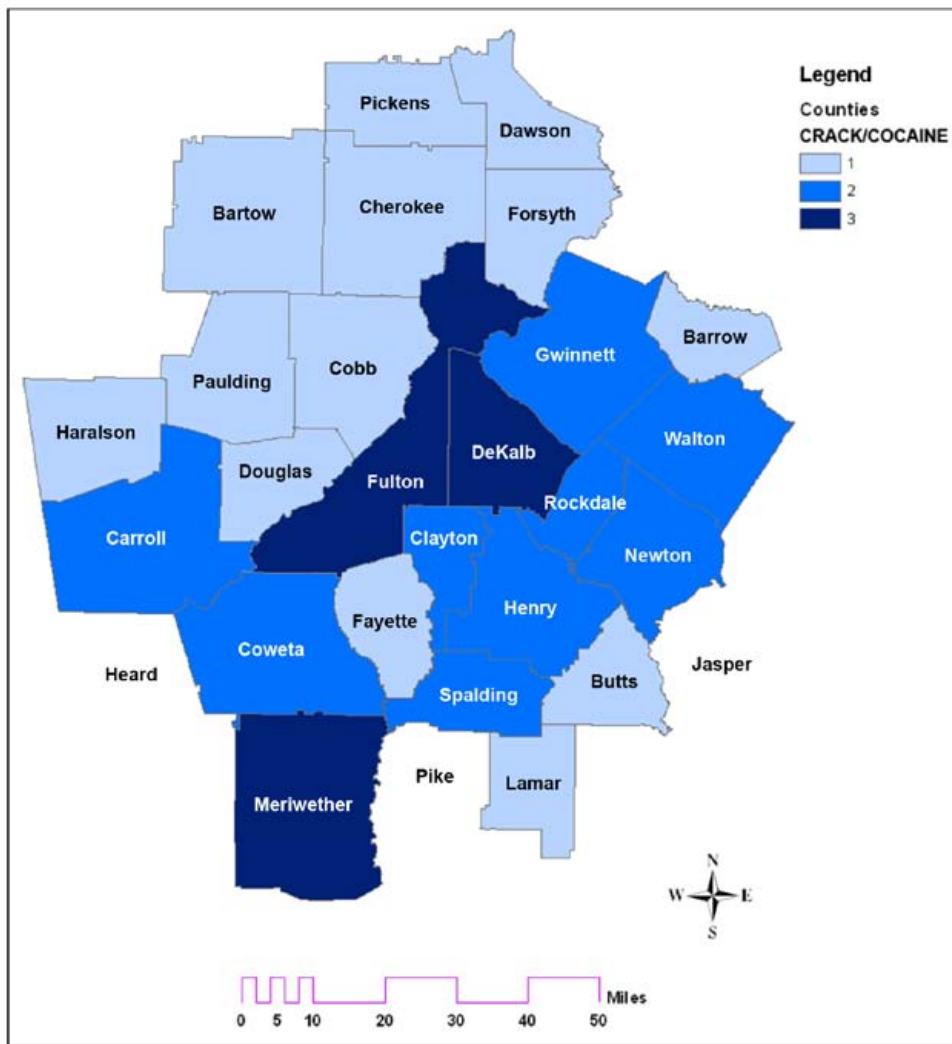 Legend
Counties
CRACK/COCAINE
1
2
3
Pickens
Dawson
Bartow
Cherokee
Forsyth
Barrow
Gwinnett
Cobb
Paulding
Haralson
Walton
Douglas
DeKalb
Fulton
Rockdale
Carroll
Clayton
Newton
Henry
Fayette
Coweta
Heard
Jasper
Butts
Spalding
Pike
Lamar
Meriwether
N
W E
S
Miles
0 5 10 20 30 40 50